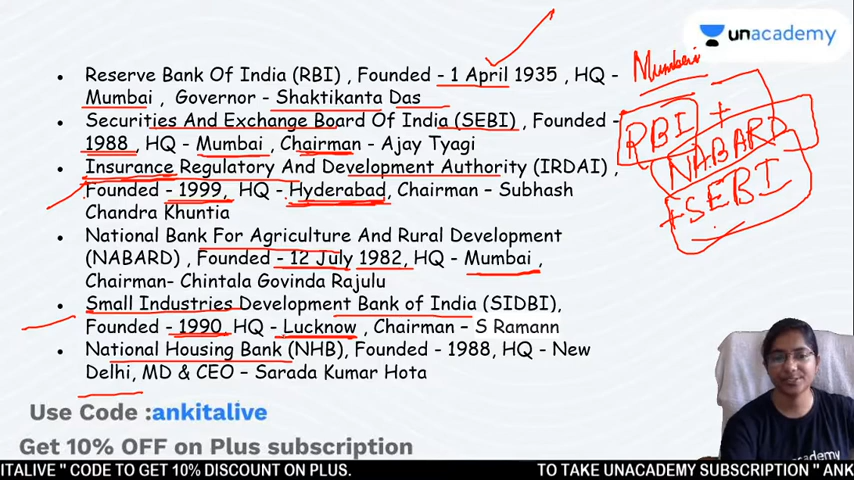 unacademy
Mumbai
• Reserve Bank Of India (RBI) , Founded - 1 April 1935 , HQ -
Mumbai , Governor - Shaktikanta Das
• Securities And Exchange Board Of India (SEBI) , Founded -
1988 , HQ - Mumbai , Chairman - Ajay Tyagi
• Insurance Regulatory And Development Authority (IRDAI) ,
Founded - 1999, HQ - Hyderabad, Chairman – Subhash
Chandra Khuntia
• National Bank For Agriculture And Rural Development
(NABARD) , Founded - 12 July 1982, HQ - Mumbai ,
Chairman- Chintala Govinda Rajulu
• Small Industries Development Bank of India (SIDBI),
Founded - 1990 HQ - Lucknow , Chairman – S Ramann
• National Housing Bank (NHB), Founded - 1988, HQ - New
Delhi, MD & CEO – Sarada Kumar Hota
RBI +
NABARD
+SEBI
Use Code :ankitalive
Get 10% OFF on Plus subscription
unacademy
ITALIVE " CODE TO GET 10% DISCOUNT ON PLUS. TO TAKE UNACADEMY SUBSCRIPTION " ANK